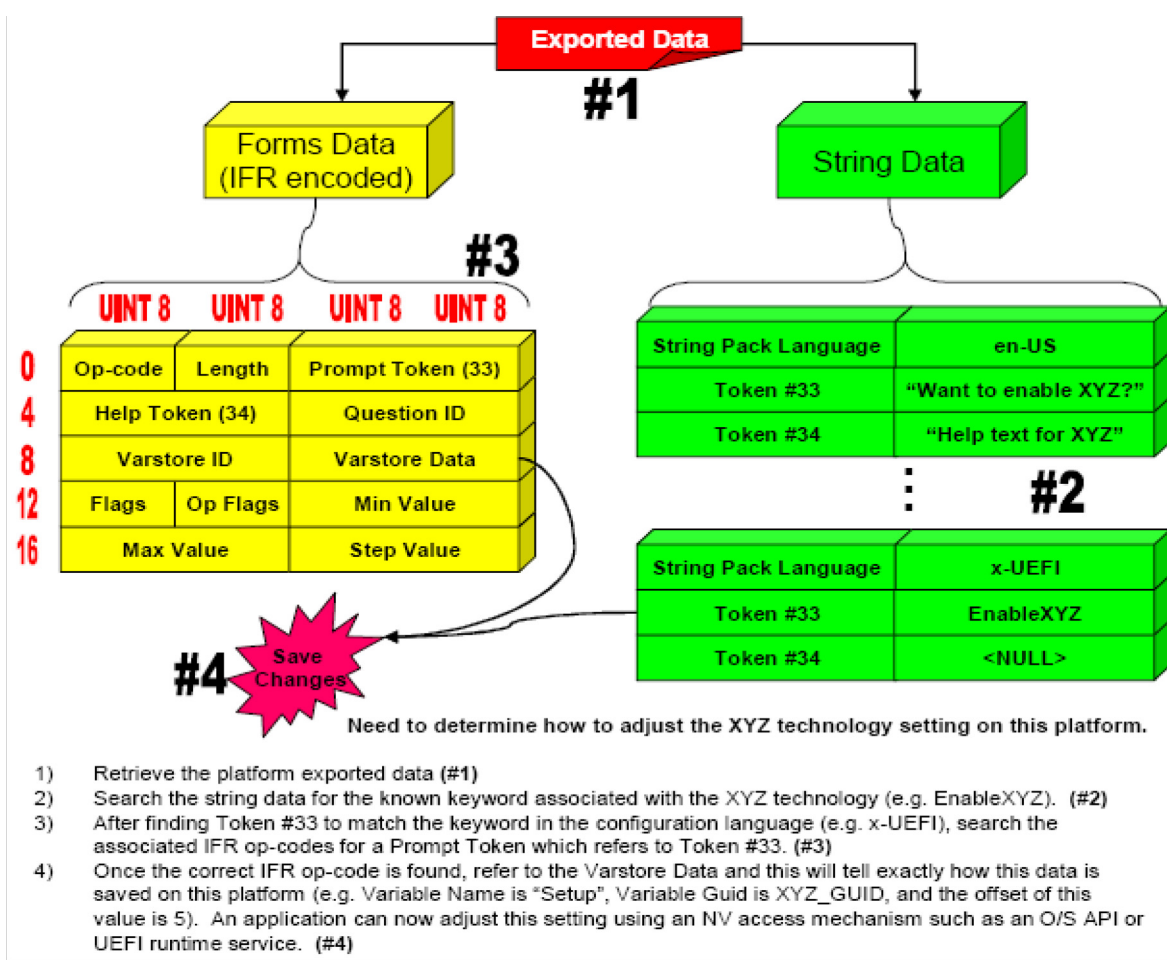 Exported Data
#1
Forms Data
(IFR encoded)
String Data
#3
UINT 8 UINT 8 UINT 8 UINT 8
0 Op-code Length Prompt Token (33)
4 Help Token (34) Question ID
8 Varstore ID Varstore Data
12 Flags Op Flags Min Value
16 Max Value Step Value
String Pack Language en-US
Token #33 “Want to enable XYZ?”
Token #34 “Help text for XYZ”
#2
String Pack Language x-UEFI
Token #33 EnableXYZ
Token #34 <NULL>
#4
Save
Changes
Need to determine how to adjust the XYZ technology setting on this platform.
1) Retrieve the platform exported data (#1)
2) Search the string data for the known keyword associated with the XYZ technology (e.g. EnableXYZ). (#2)
3) After finding Token #33 to match the keyword in the configuration language (e.g. x-UEFI), search the
associated IFR op-codes for a Prompt Token which refers to Token #33. (#3)
4) Once the correct IFR op-code is found, refer to the Varstore Data and this will tell exactly how this data is
saved on this platform (e.g. Variable Name is “Setup”, Variable Guid is XYZ_GUID, and the offset of this
value is 5). An application can now adjust this setting using an NV access mechanism such as an O/S API or
UEFI runtime service. (#4)